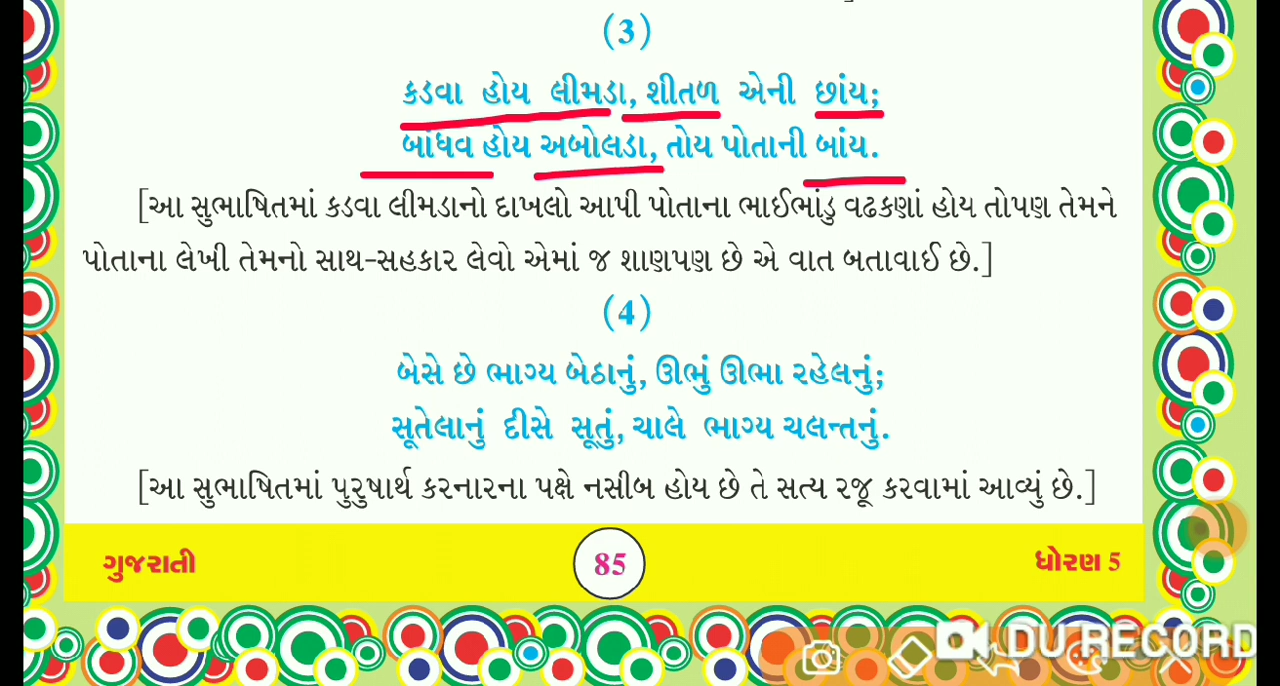 (3)
કડવા હોય લીમડા, શીતળ એની છાંય;
બાંધવ હોય અબોલડા, તોય પોતાની બાંય.
[આ સુભાષિતમાં કડવા લીમડાનો દાખલો આપી પોતાના ભાઈભાંડુ વઢકણાં હોય તોપણ તેમને
પોતાના લેખી તેમનો સાથ-સહકાર લેવો એમાં જ શાણપણ છે એ વાત બતાવાઈ છે.]
(4)
બેસે છે ભાગ્ય બેઠાનું, ઊભું ઊભા રહેલનું;
સૂતેલાનું દીસે સૂતું, ચાલે ભાગ્ય ચલન્તનું.
[આ સુભાષિતમાં પુરુષાર્થ કરનારના પક્ષે નસીબ હોય છે તે સત્ય રજૂ કરવામાં આવ્યું છે.]
ગુજરાતી 85 ધોરણ 5
DU RECORD